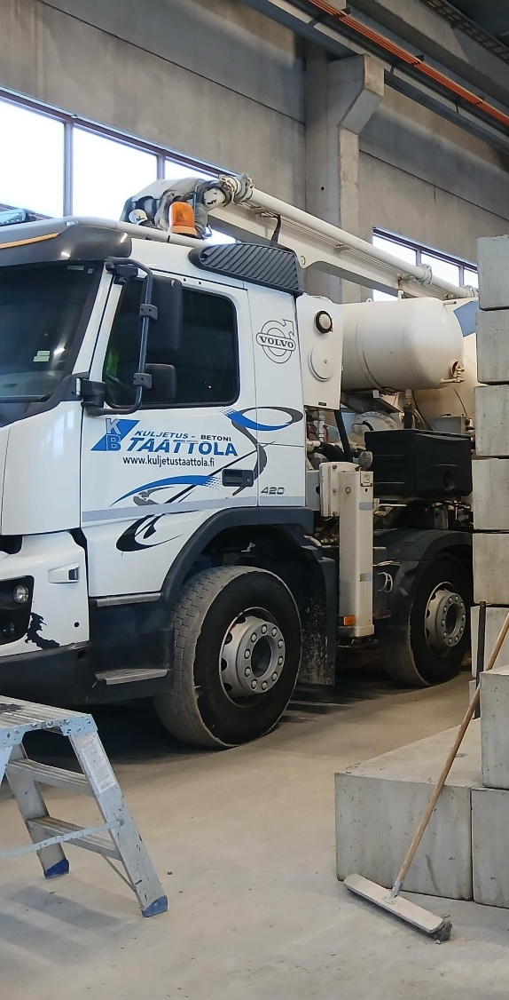 VOLVO
KB
KULJETUS - BETONI
TAATTOLA
www.kuljetustaattola.fi
420